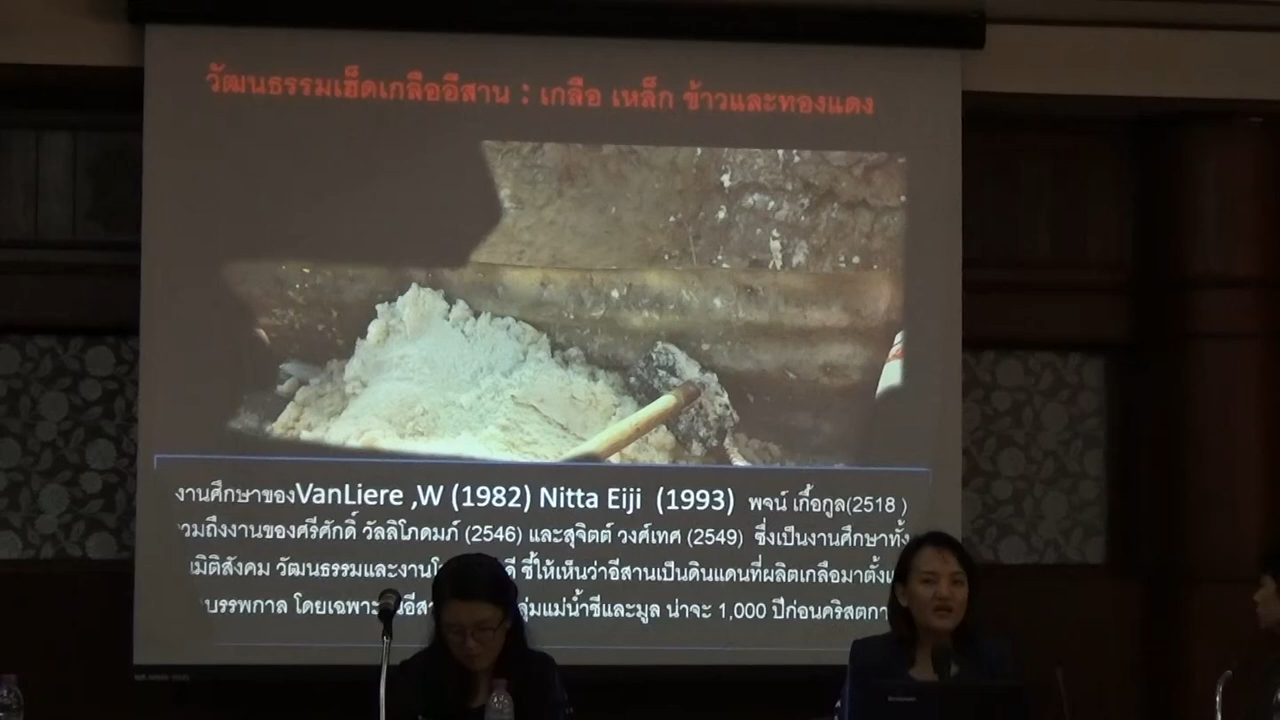 วัฒนธรรมเฮ็ดเกลืออีสาน : เกลือ เหล็ก ข้าวและทองแดง
งานศึกษาของVanLiere ,W (1982) Nitta Eiji (1993) พจน์ เกื้อกูล(2518 )
วมถึงงานของศรีศักดิ์ วัลลิโภดมภ์ (2546) และสุจิตต์ วงศ์เทศ (2549) ซึ่งเป็นงานศึกษาทั้ง
มิติสังคม วัฒนธรรมและงาน ดี ชี้ให้เห็นว่าอีสานเป็นดินแดนที่ผลิตเกลือมาตั้ง
บรรพกาล โดยเฉพาะ ลุ่มแม่น้ำชีและมูล น่าจะ 1,000 ปีก่อนคริสตกา